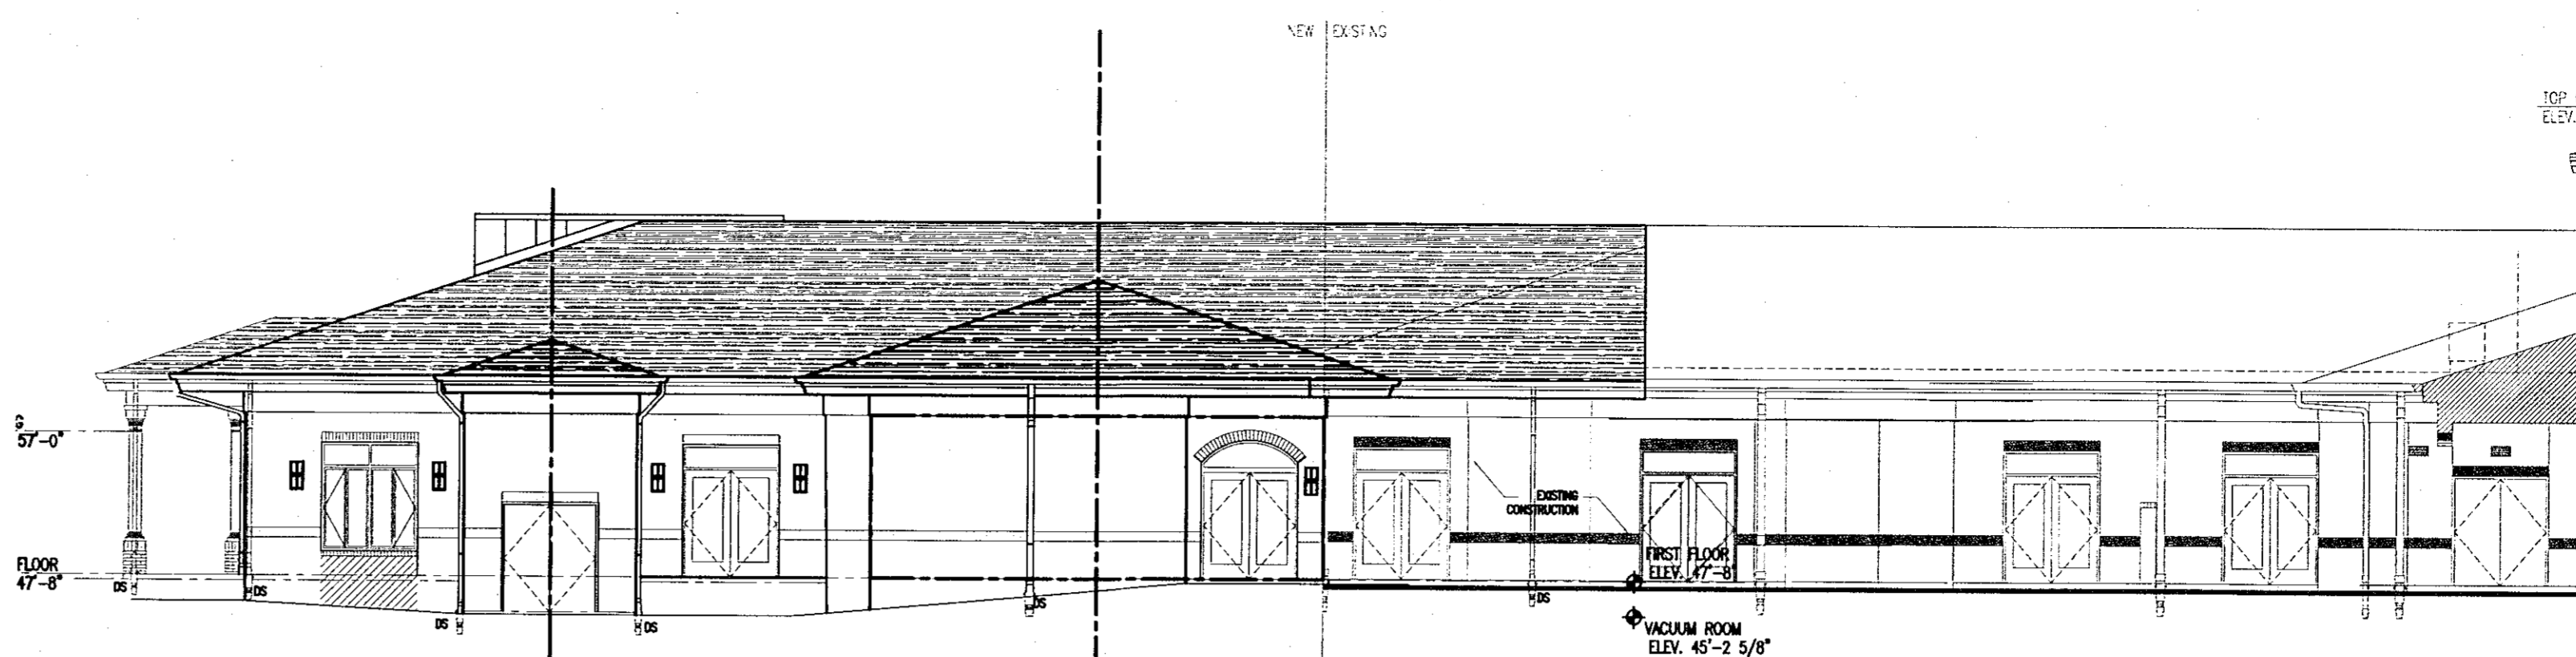 NEW EXISTING
TOP
ELEV.
57'-0"
EXISTING
CONSTRUCTION
FLOOR
47'-8"
FIRST FLOOR
ELEV. 47'-8"
DS
DS
DS
DS
DS
DS
VACUUM ROOM
ELEV. 45'-2 5/8"